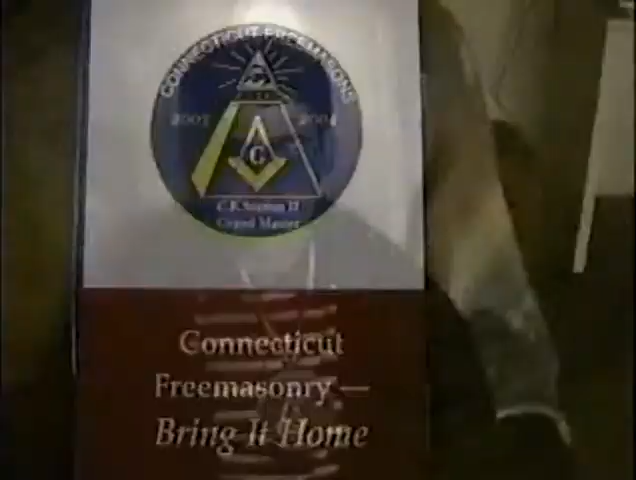 CONNECTICUT FREEMASONS
2003 2004
G
Grand Master
Connecticut
Freemasonry —
Bring It Home